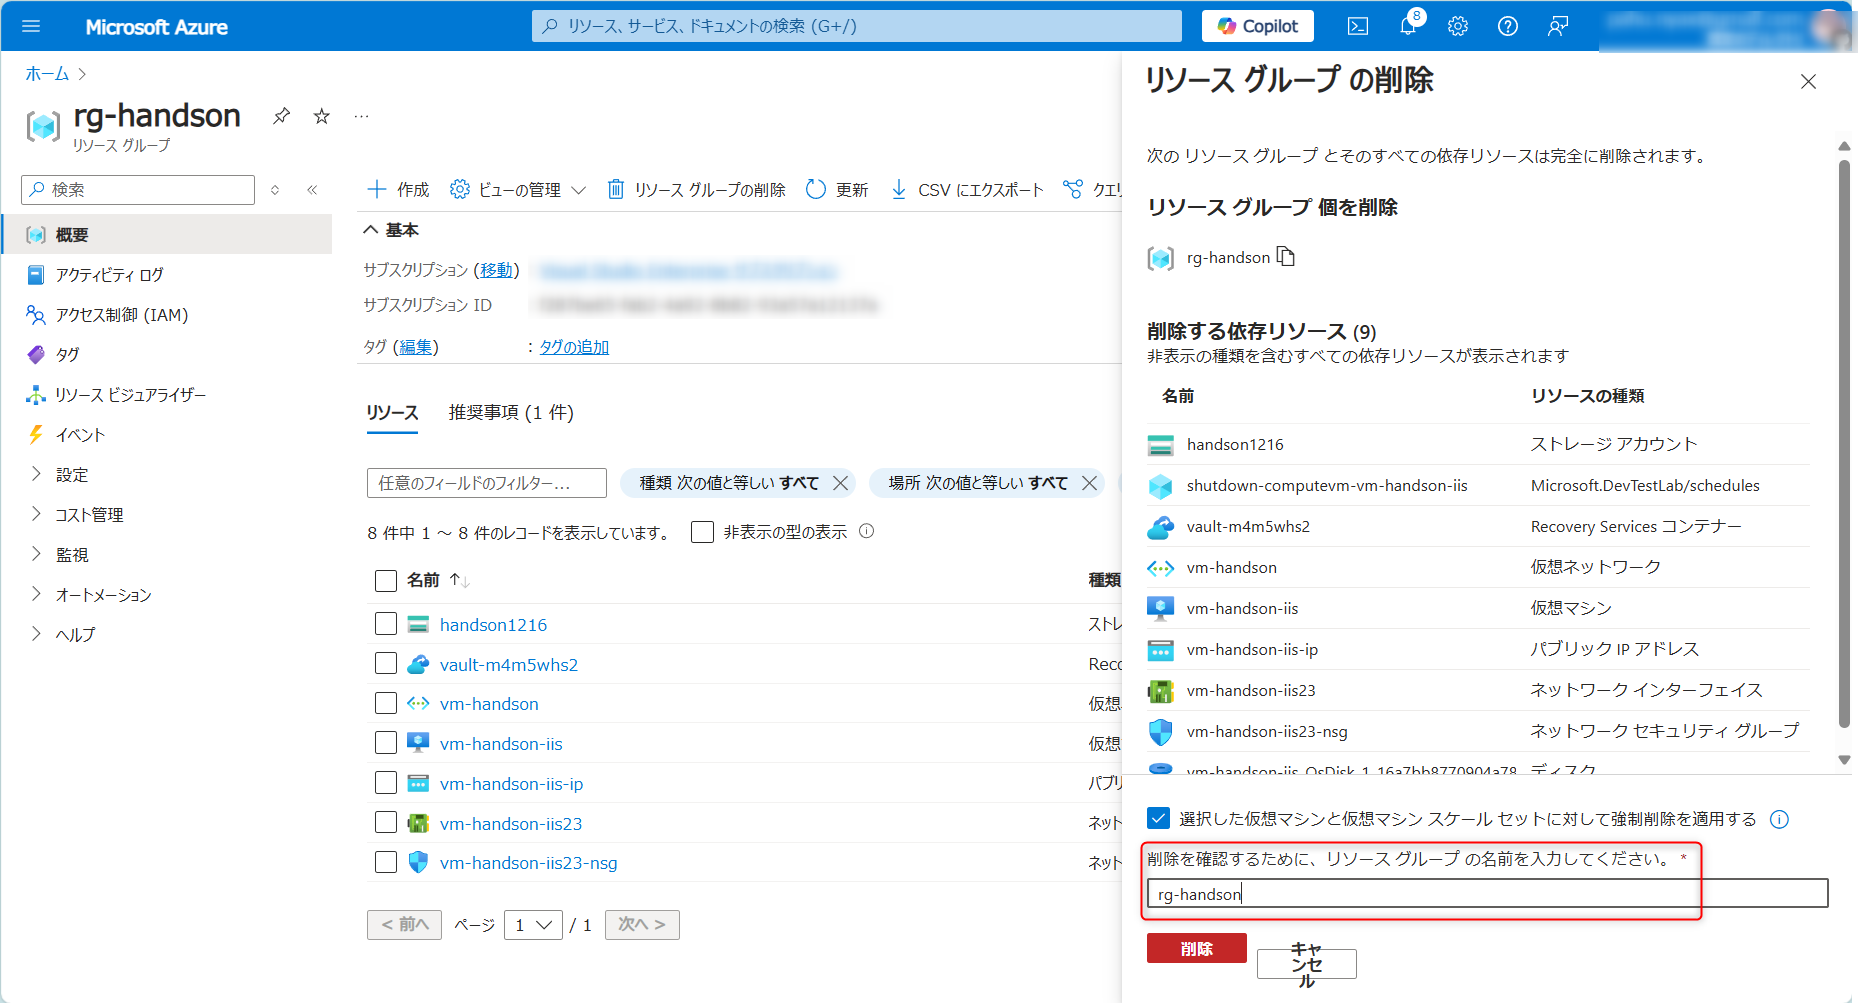 Microsoft Azure
リソース、サービス、ドキュメントの検索 (G+/)
Copilot
8
ホーム
rg-handson
リソース グループ
検索
概要
アクティビティ ログ
アクセス制御 (IAM)
タグ
リソース ビジュアライザー
イベント
設定
コスト管理
監視
オートメーション
ヘルプ
作成
ビューの管理
リソース グループの削除
更新
CSV にエクスポート
クエリ
基本
サブスクリプション (移動)
サブスクリプション ID
タグ (編集) : タグの追加
リソース 推奨事項 (1 件)
任意のフィールドのフィルター...
種類 次の値と等しい すべて
場所 次の値と等しい すべて
8 件中 1 ～ 8 件のレコードを表示しています。
非表示の型の表示
名前 ↑↓ 種類
handson1216 ストレ
vault-m4m5whs2 Reco
vm-handson 仮想
vm-handson-iis 仮想
vm-handson-iis-ip パブリ
vm-handson-iis23 ネット
vm-handson-iis23-nsg ネット
< 前へ ページ 1 / 1 次へ >
リソース グループ の削除
次の リソース グループ とそのすべての依存リソースは完全に削除されます。
リソース グループ 個を削除
rg-handson
削除する依存リソース (9)
非表示の種類を含むすべての依存リソースが表示されます
名前 リソースの種類
handson1216 ストレージ アカウント
shutdown-computevm-vm-handson-iis Microsoft.DevTestLab/schedules
vault-m4m5whs2 Recovery Services コンテナー
vm-handson 仮想ネットワーク
vm-handson-iis 仮想マシン
vm-handson-iis-ip パブリック IP アドレス
vm-handson-iis23 ネットワーク インターフェイス
vm-handson-iis23-nsg ネットワーク セキュリティ グループ
vm-handson-iis_OsDisk_1_16a7bb8770904a78 ディスク
選択した仮想マシンと仮想マシン スケール セットに対して強制削除を適用する
削除を確認するために、リソース グループ の名前を入力してください。 *
rg-handson
削除
キャ
ンセ
ル